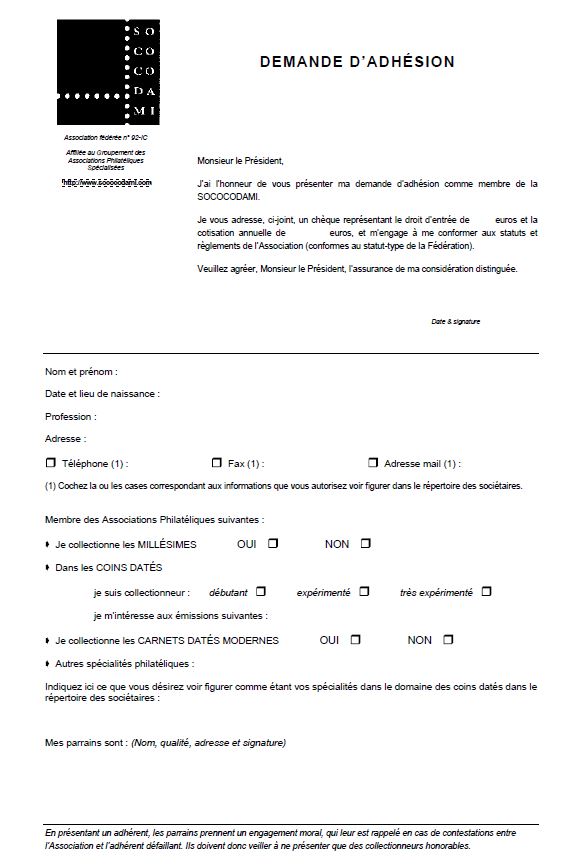 SO
CO
CO
DA
MI
DEMANDE D'ADHÉSION
Association fédérée n° 92-IC
Affiliée au Groupement des
Associations Philatéliques
Spécialisées
http://www.sococodami.com
Monsieur le Président,
J'ai l'honneur de vous présenter ma demande d'adhésion comme membre de la
SOCOCODAMI.
Je vous adresse, ci-joint, un chèque représentant le droit d'entrée de euros et la
cotisation annuelle de euros, et m'engage à me conformer aux statuts et
règlements de l'Association (conformes au statut-type de la Fédération).
Veuillez agréer, Monsieur le Président, l'assurance de ma considération distinguée.
Date & signature
Nom et prénom :
Date et lieu de naissance :
Profession :
Adresse :
❒ Téléphone (1) : ❒ Fax (1) : ❒ Adresse mail (1) :
(1) Cochez la ou les cases correspondant aux informations que vous autorisez voir figurer dans le répertoire des sociétaires.
Membre des Associations Philatéliques suivantes :
➧ Je collectionne les MILLÉSIMES OUI ❒ NON ❒
➧ Dans les COINS DATÉS
je suis collectionneur : débutant ❒ expérimenté ❒ très expérimenté ❒
je m'intéresse aux émissions suivantes :
➧ Je collectionne les CARNETS DATÉS MODERNES OUI ❒ NON ❒
➧ Autres spécialités philatéliques :
Indiquez ici ce que vous désirez voir figurer comme étant vos spécialités dans le domaine des coins datés dans le
répertoire des sociétaires :
Mes parrains sont : (Nom, qualité, adresse et signature)
En présentant un adhérent, les parrains prennent un engagement moral, qui leur est rappelé en cas de contestations entre
l'Association et l'adhérent défaillant. Ils doivent donc veiller à ne présenter que des collectionneurs honorables.